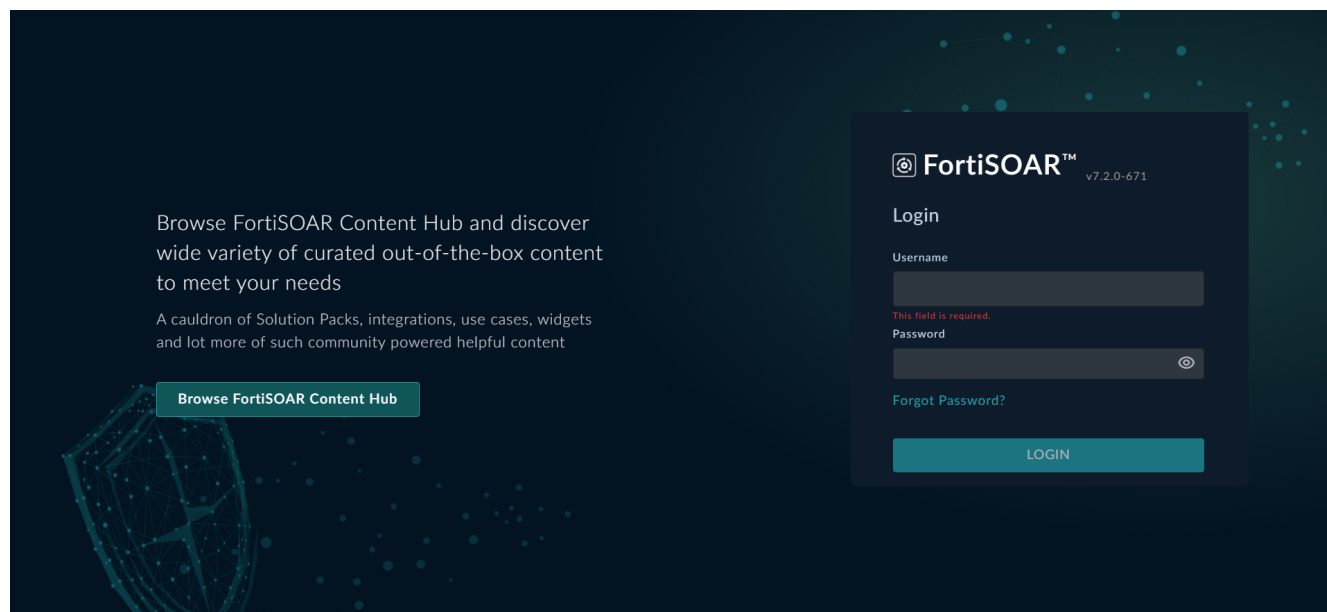 Browse FortiSOAR Content Hub and discover
wide variety of curated out-of-the-box content
to meet your needs
A cauldron of Solution Packs, integrations, use cases, widgets
and lot more of such community powered helpful content
Browse FortiSOAR Content Hub
FortiSOAR™ v7.2.0-671
Login
Username
This field is required.
Password
Forgot Password?
LOGIN